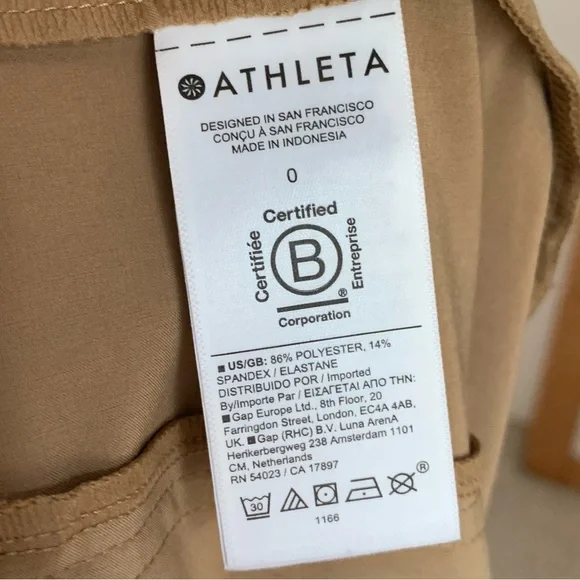 ATHLETA
DESIGNED IN SAN FRANCISCO
CONÇU À SAN FRANCISCO
MADE IN INDONESIA
0
Certified
Certifiée
B
Entreprise
®
Corporation
■ US/GB: 86% POLYESTER, 14%
SPANDEX / ELASTANE
DISTRIBUIDO POR / Imported
By/Importe Par / ΕΙΣΑΓΕΤΑΙ ΑΠΟ ΤΗΝ:
■ Gap Europe Ltd., 8th Floor, 20
Farringdon Street, London, EC4A 4AB,
UK. ■ Gap (RHC) B.V. Luna ArenA
Herikerbergweg 238 Amsterdam 1101
CM, Netherlands
RN 54023 / CA 17897
30
®
1166